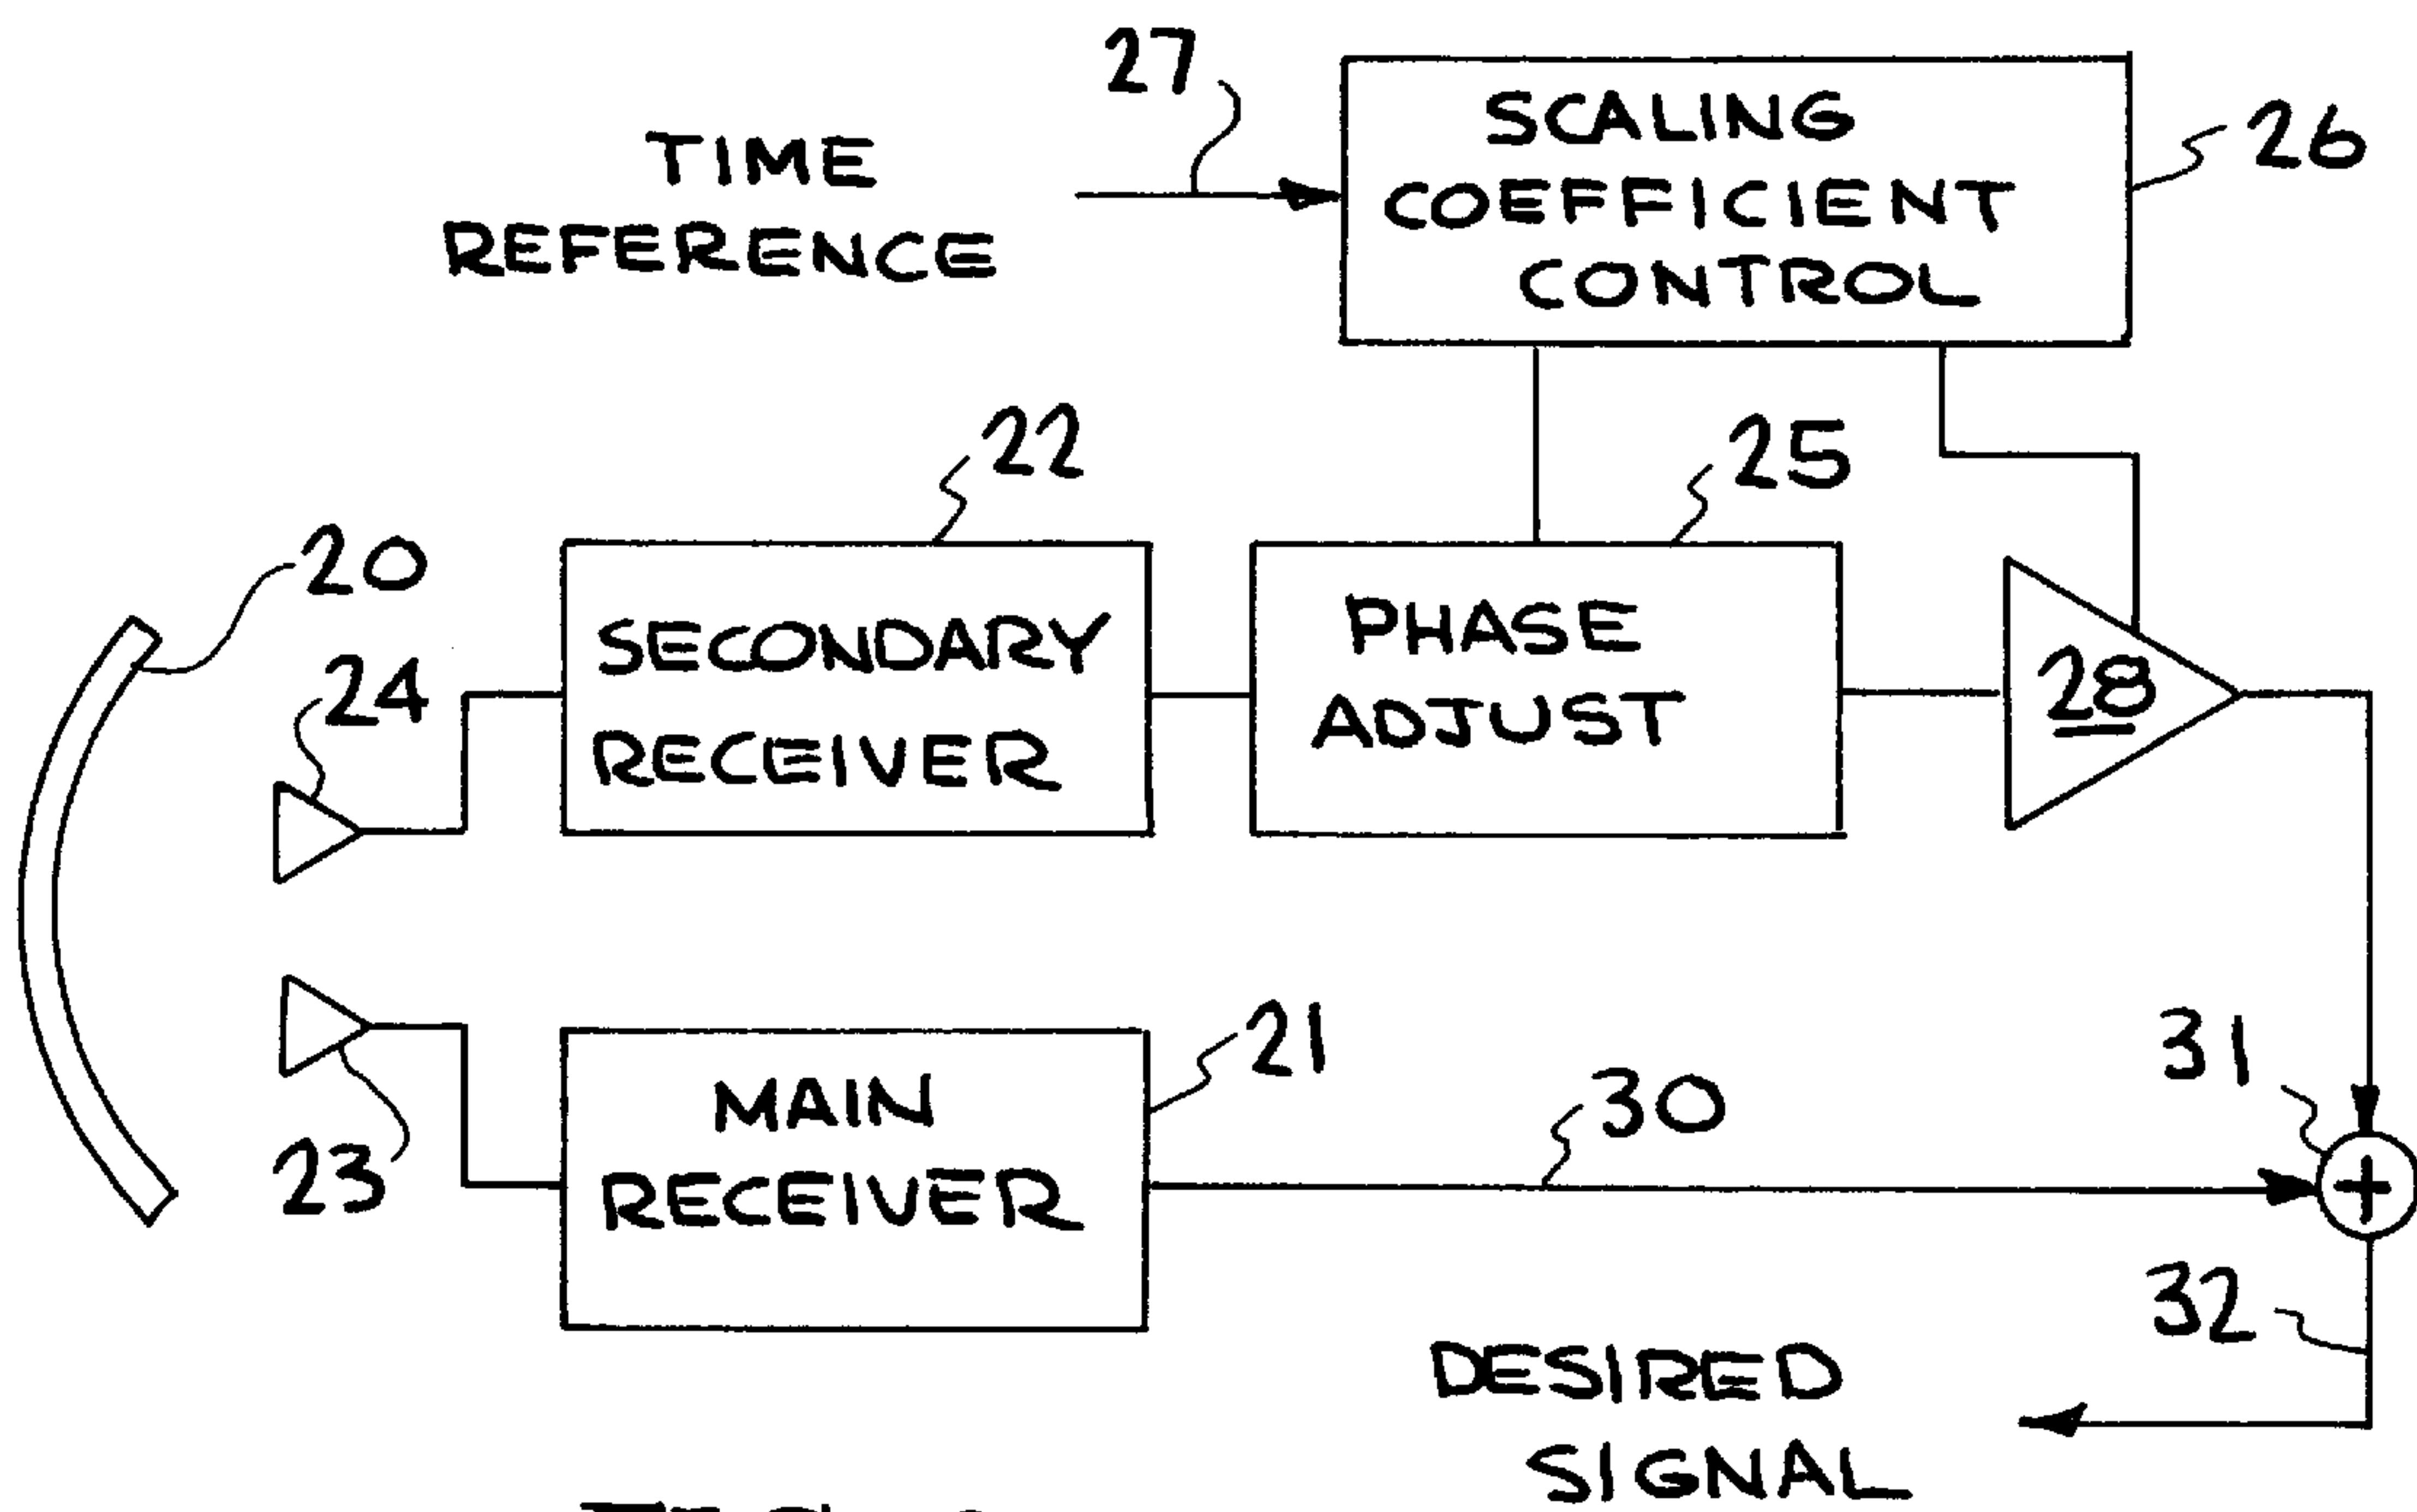 27
SCALING
COEFFICIENT
CONTROL
26
TIME
REFERENCE
22
25
20
24
SECONDARY
RECEIVER
PHASE
ADJUST
28
23
MAIN
RECEIVER
21
30
31
32
DESIRED
SIGNAL